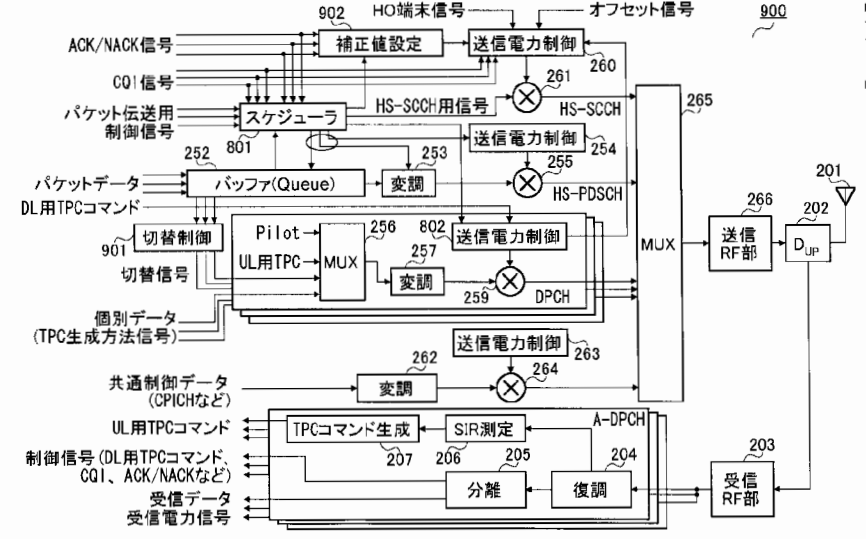 HO端末信号
オフセット信号
900
902
ACK/NACK信号
補正値設定
送信電力制御
260
CQI信号
261
HS-SCCH用信号
HS-SCCH
265
パケット伝送用
制御信号
スケジューラ
801
送信電力制御
254
252
253
255
パケットデータ
バッファ(Queue)
変調
HS-PDSCH
201
DL用TPCコマンド
266
202
901
切替制御
切替信号
Pilot
UL用TPC
MUX
256
257
変調
802
送信電力制御
259
DPCH
MUX
送信
RF部
DUP
個別データ
(TPC生成方法信号)
送信電力制御
263
262
264
共通制御データ
(CPICHなど)
変調
A-DPCH
UL用TPCコマンド
TPCコマンド生成
207
SIR測定
206
205
204
203
制御信号(DL用TPCコマンド、
CQI、ACK/NACKなど)
分離
復調
受信
RF部
受信データ
受信電力信号